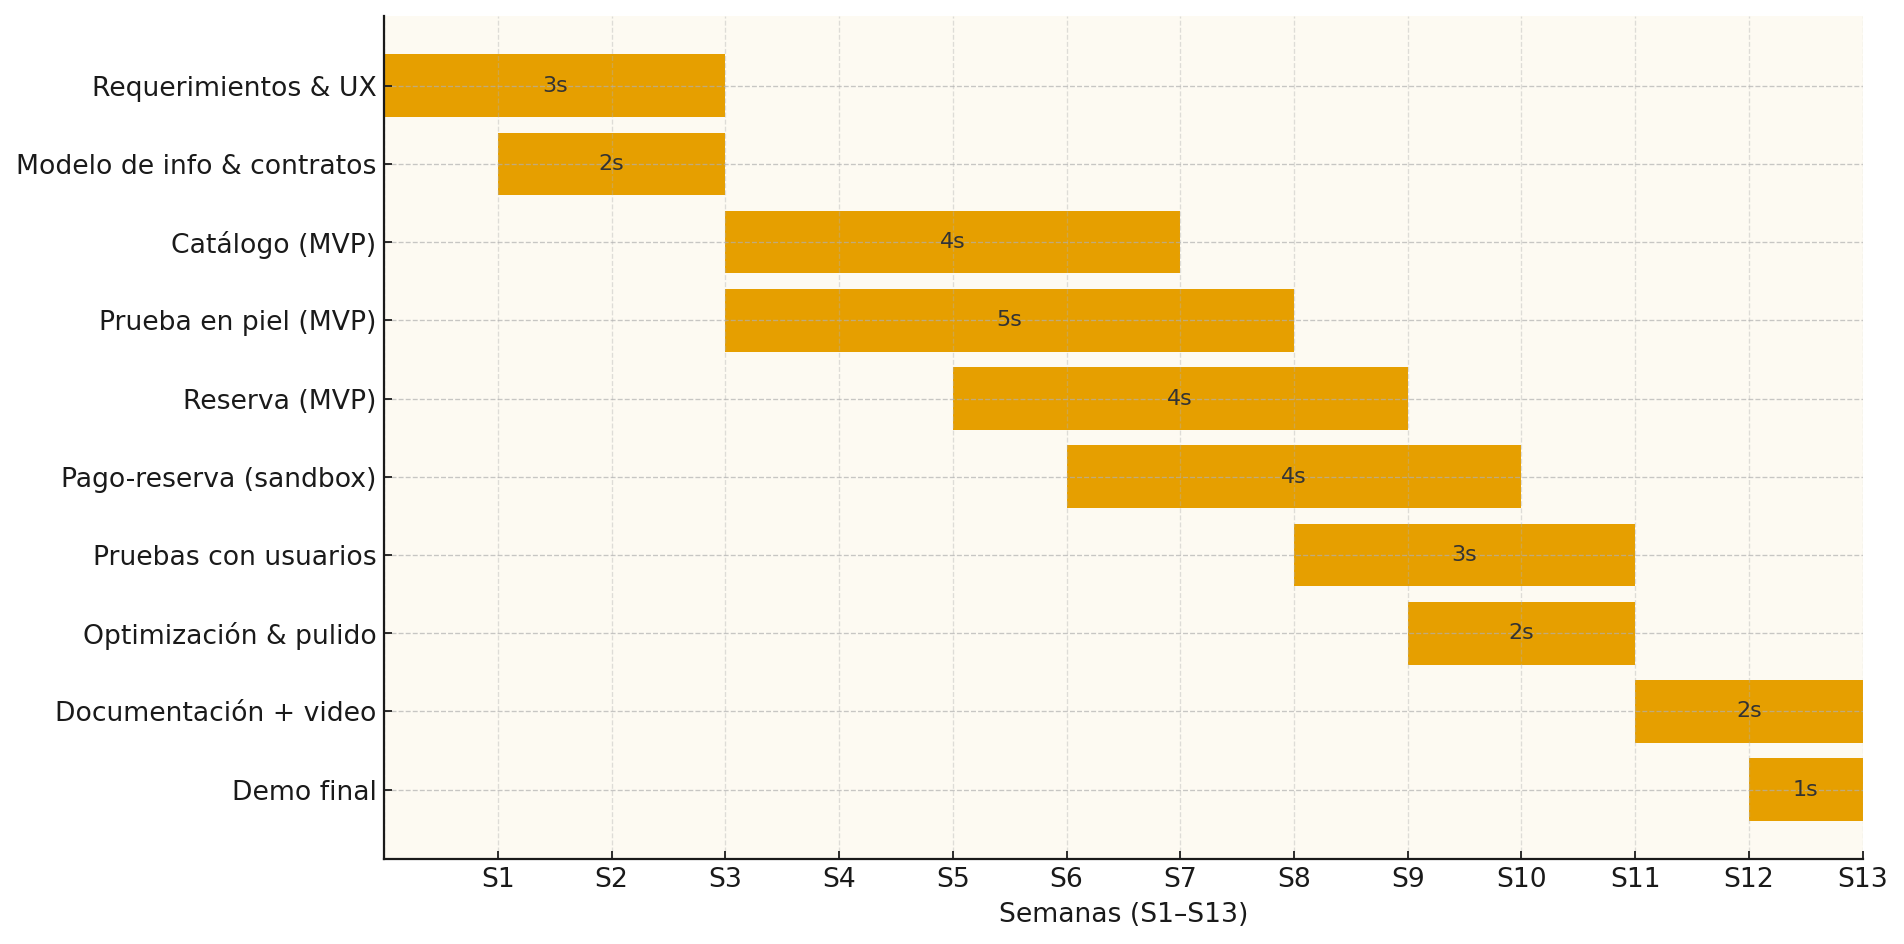 Requerimientos & UX
3s
Modelo de info & contratos
2s
Catálogo (MVP)
4s
Prueba en piel (MVP)
5s
Reserva (MVP)
4s
Pago-reserva (sandbox)
4s
Pruebas con usuarios
3s
Optimización & pulido
2s
Documentación + video
2s
Demo final
1s
S1 S2 S3 S4 S5 S6 S7 S8 S9 S10 S11 S12 S13
Semanas (S1–S13)